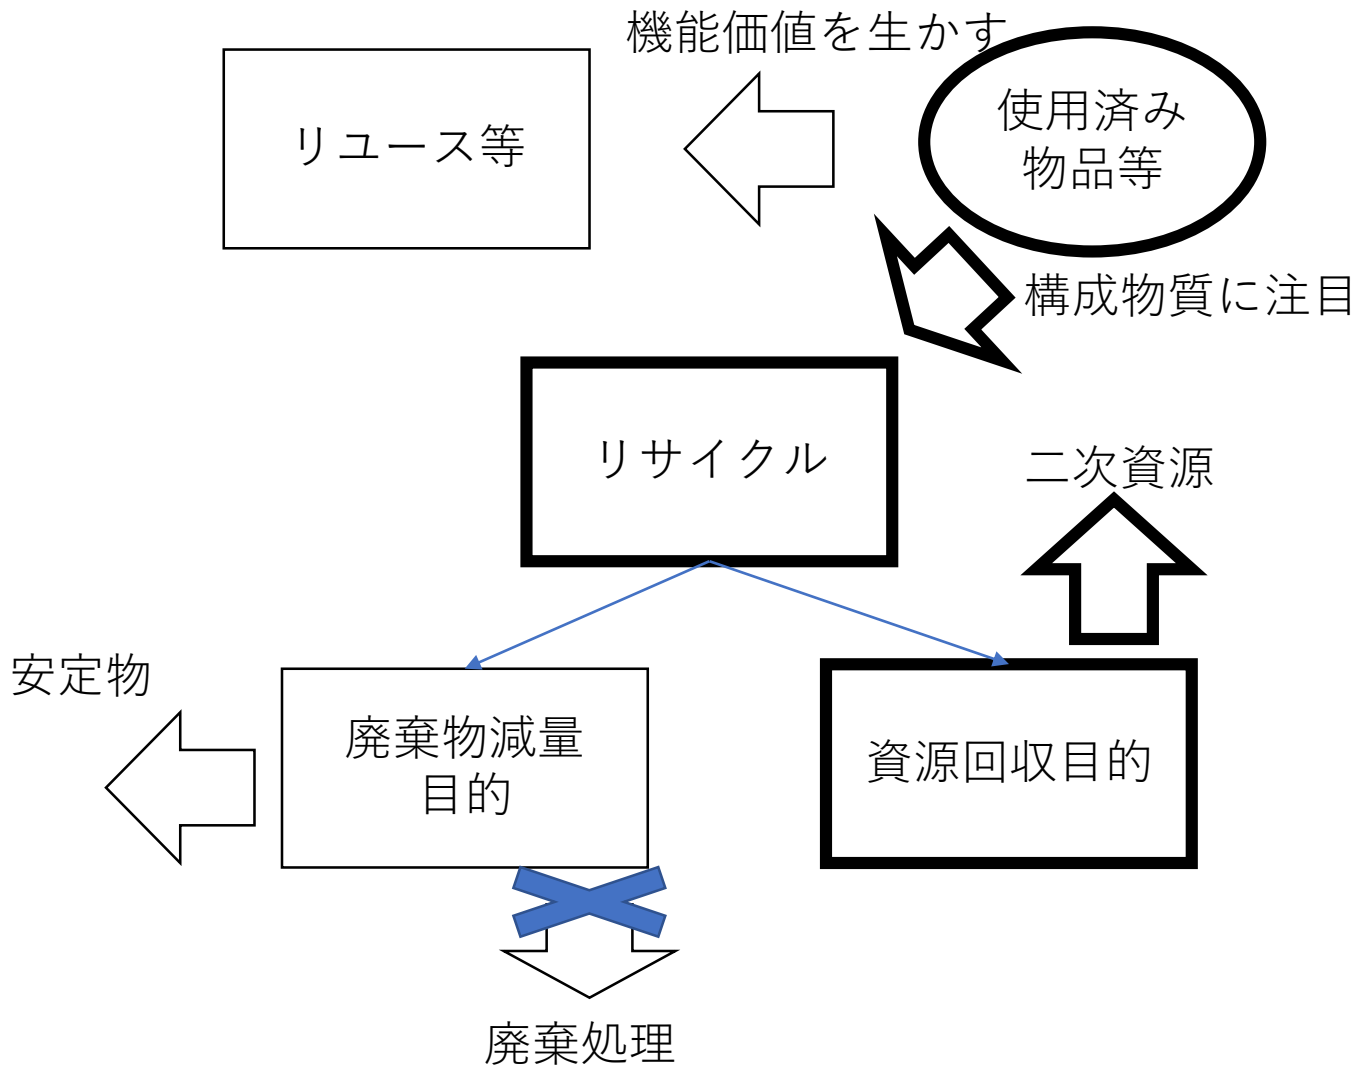 機能価値を生かす
使用済み
物品等
リユース等
構成物質に注目
リサイクル
二次資源
安定物
廃棄物減量
目的
資源回収目的
廃棄処理